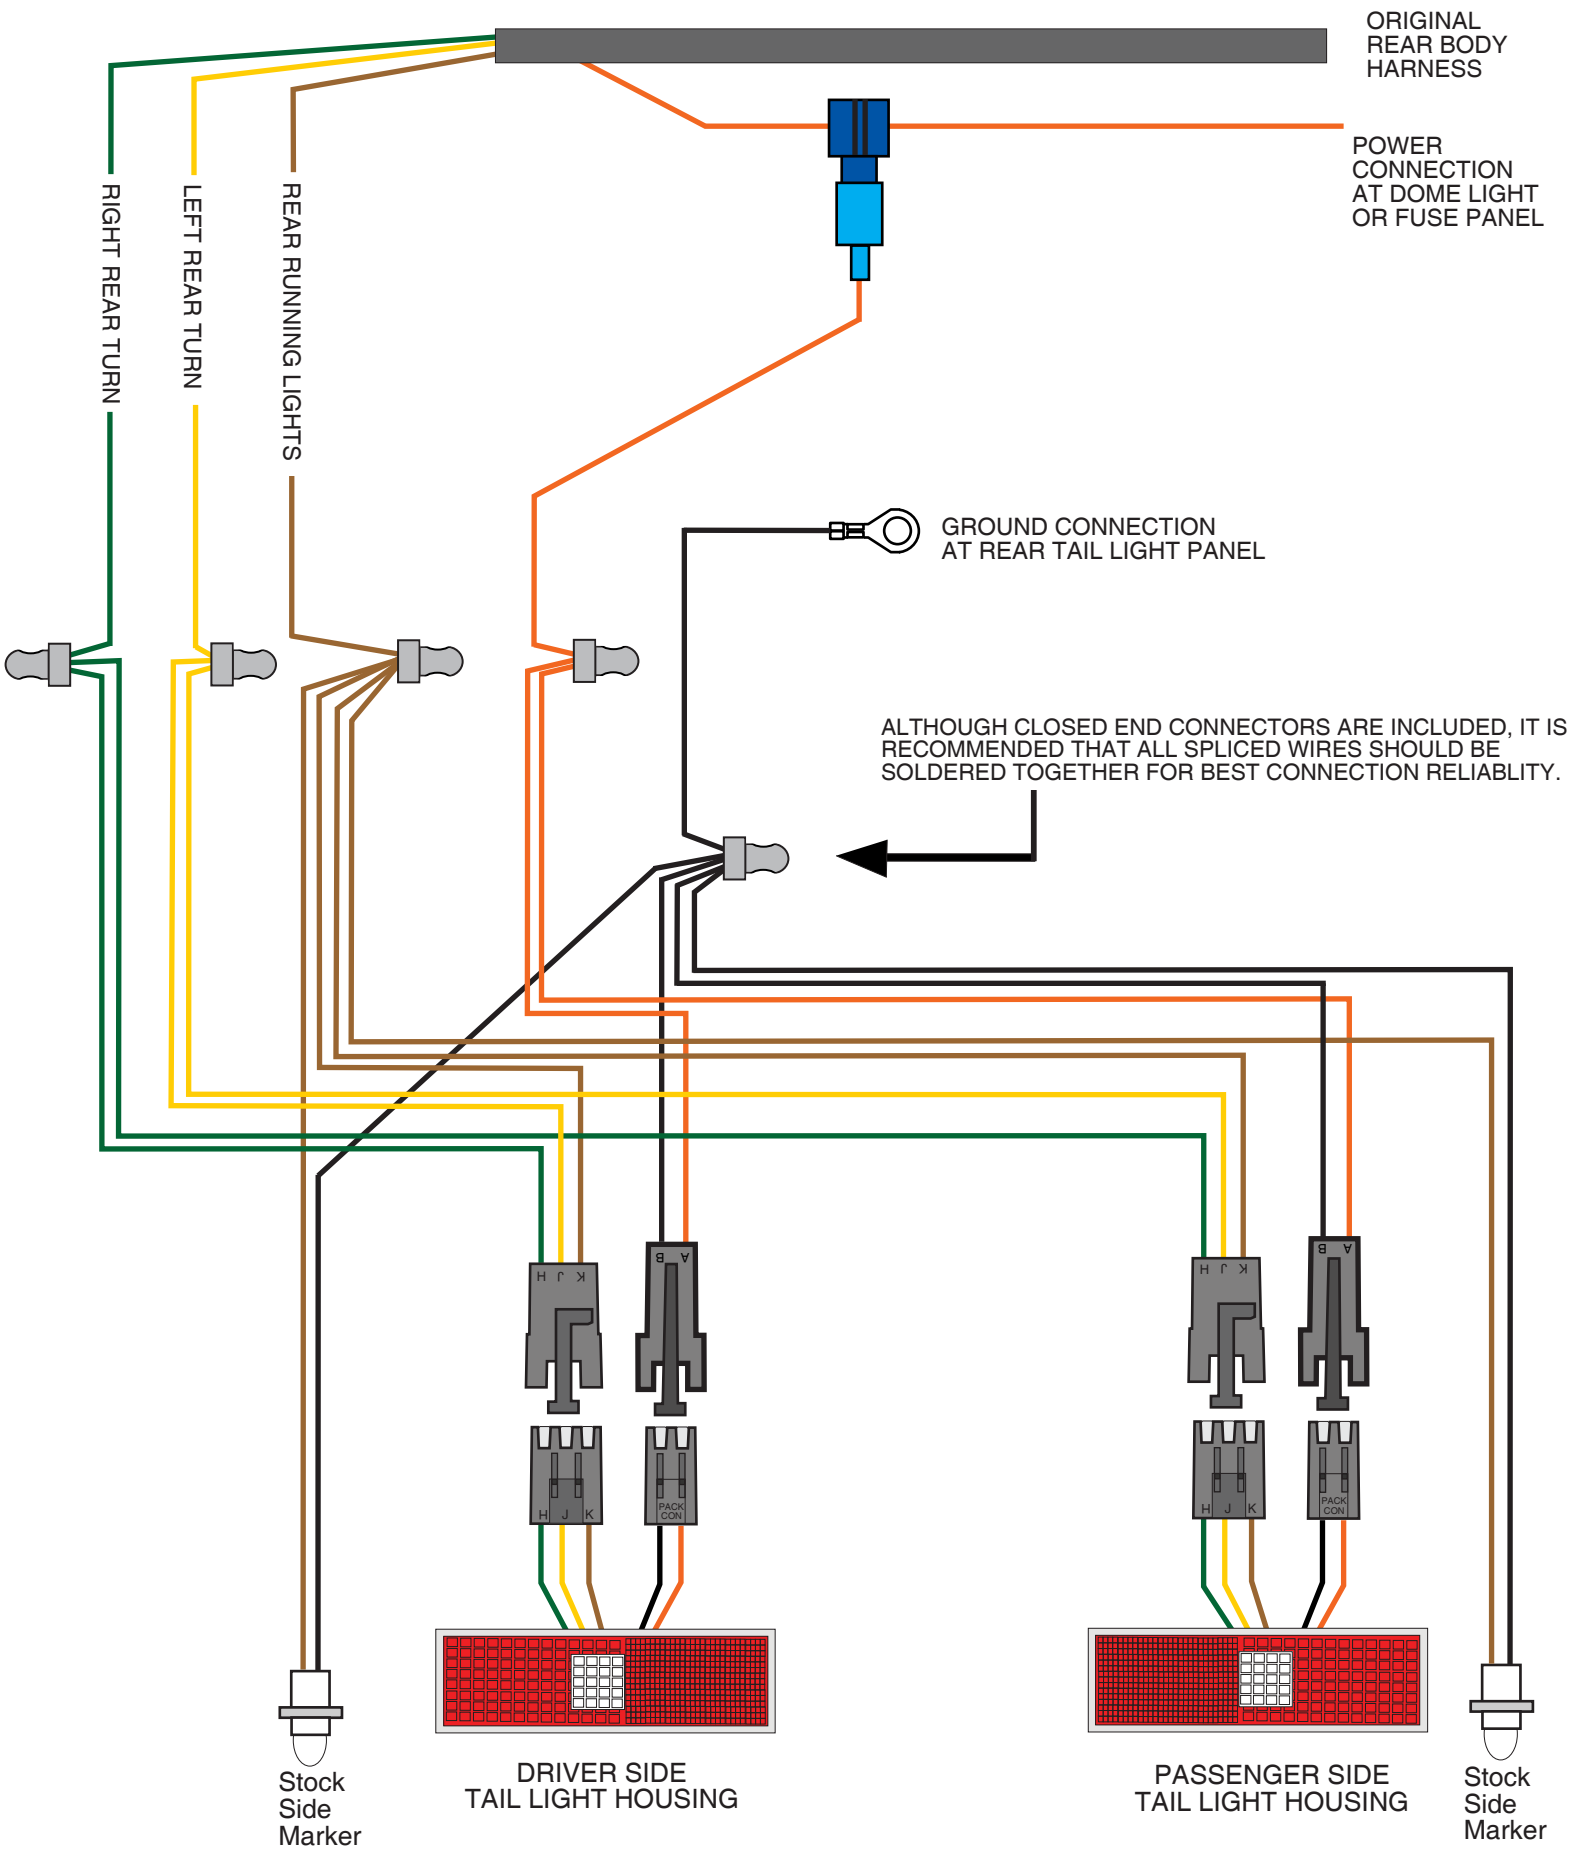 ORIGINAL
REAR BODY
HARNESS
POWER
CONNECTION
AT DOME LIGHT
OR FUSE PANEL
RIGHT REAR TURN
LEFT REAR TURN
REAR RUNNING LIGHTS
GROUND CONNECTION
AT REAR TAIL LIGHT PANEL
ALTHOUGH CLOSED END CONNECTORS ARE INCLUDED, IT IS
RECOMMENDED THAT ALL SPLICED WIRES SHOULD BE
SOLDERED TOGETHER FOR BEST CONNECTION RELIABLITY.
H J K
B A
H J K
B A
H J K
PACK
CON
H J K
PACK
CON
DRIVER SIDE
TAIL LIGHT HOUSING
PASSENGER SIDE
TAIL LIGHT HOUSING
Stock
Side
Marker
Stock
Side
Marker